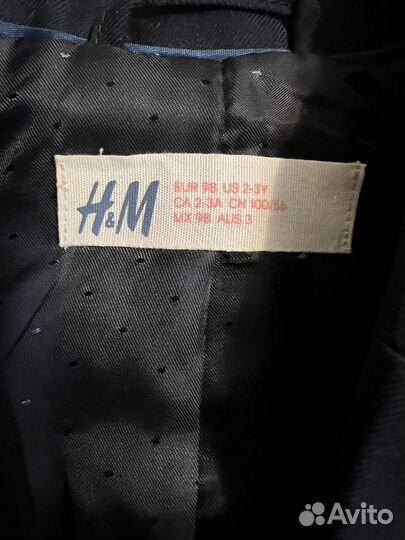 H&M
EUR 98 US 2-3Y
CA 2-3A CN 100/56
MX 98 AUS 3
Avito